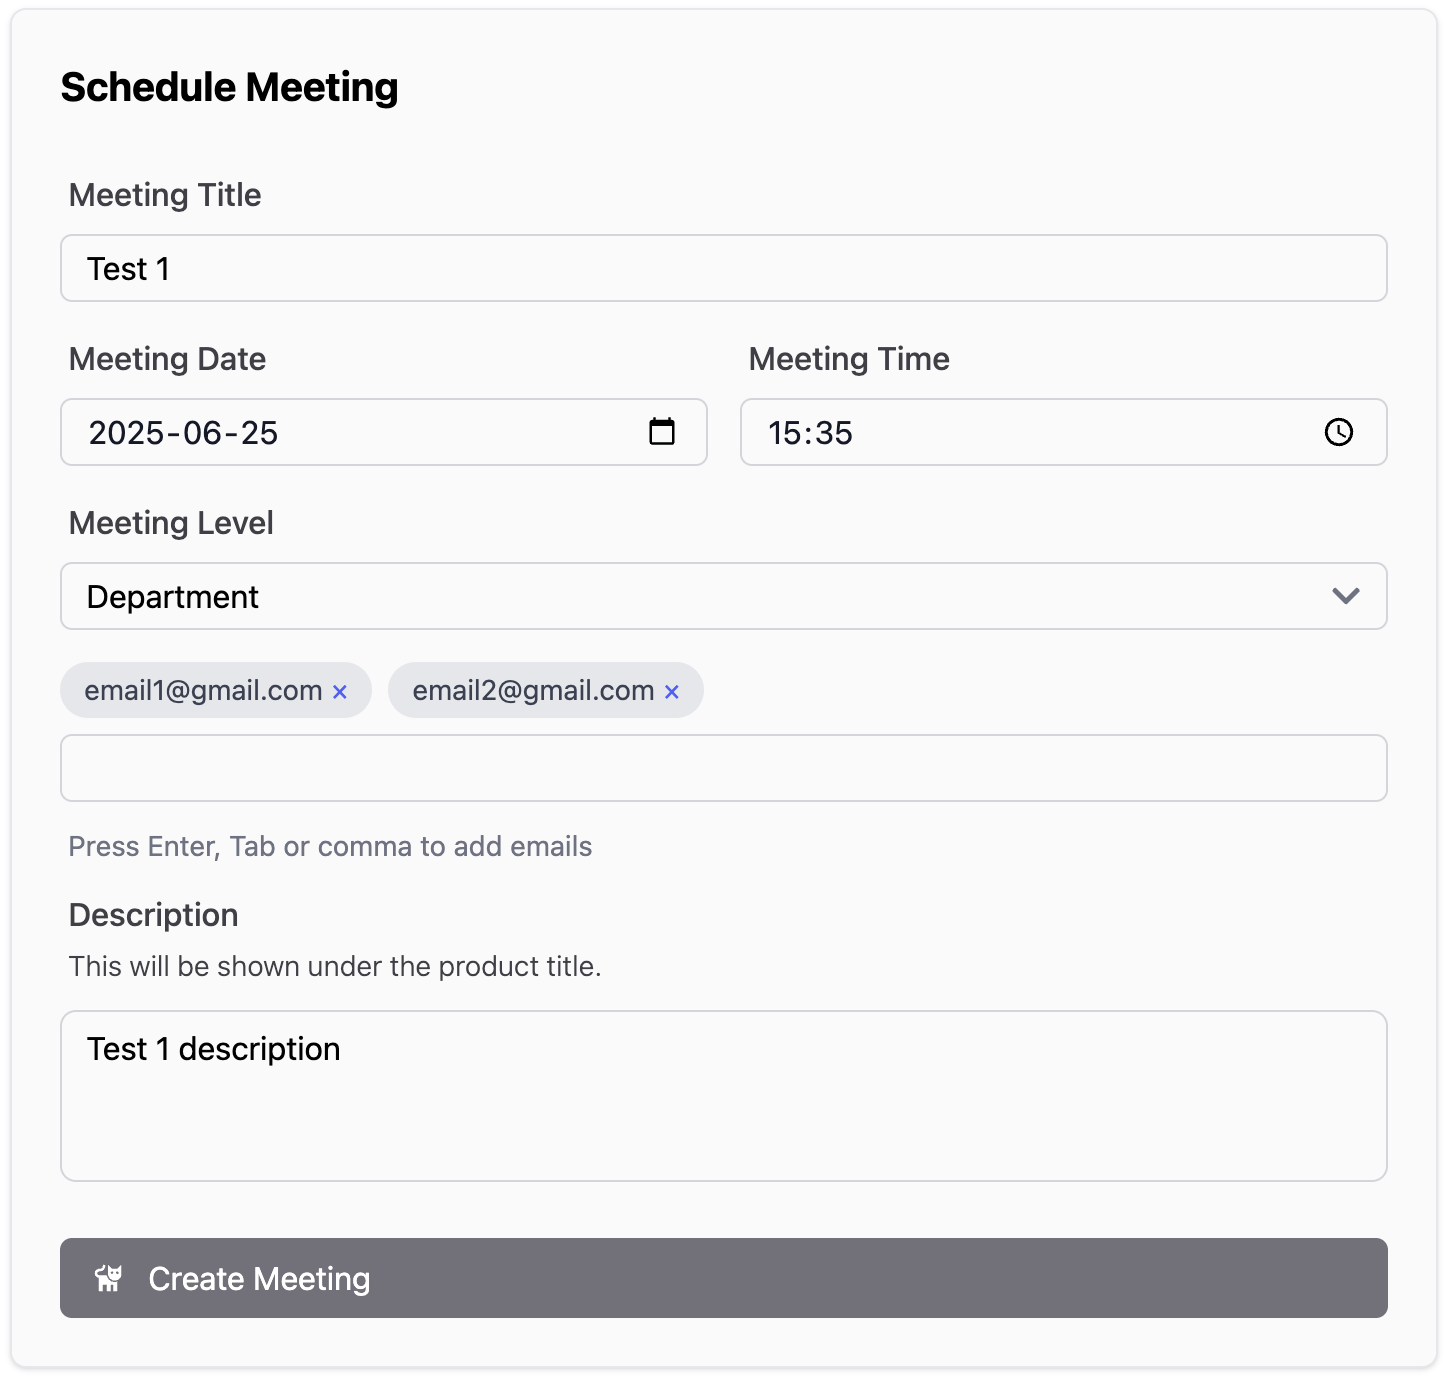 Schedule Meeting
Meeting Title
Test 1
Meeting Date
Meeting Time
2025-06-25
15:35
Meeting Level
Department
email1@gmail.com ×
email2@gmail.com ×
Press Enter, Tab or comma to add emails
Description
This will be shown under the product title.
Test 1 description
Create Meeting